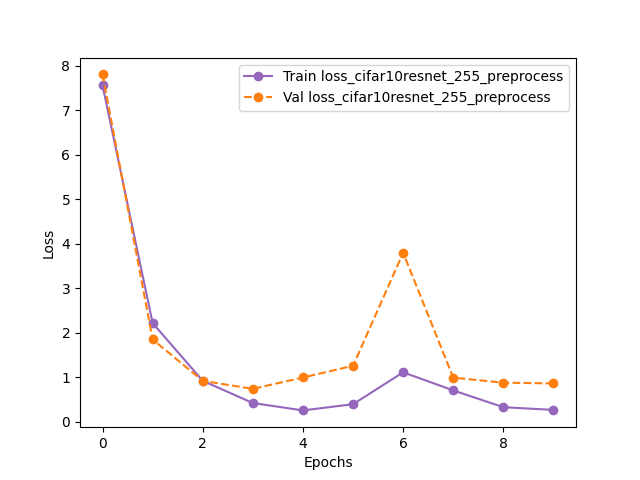 Train loss_cifar10resnet_255_preprocess
Val loss_cifar10resnet_255_preprocess
8
7
6
5
4
3
2
1
0
Loss
0 2 4 6 8
Epochs